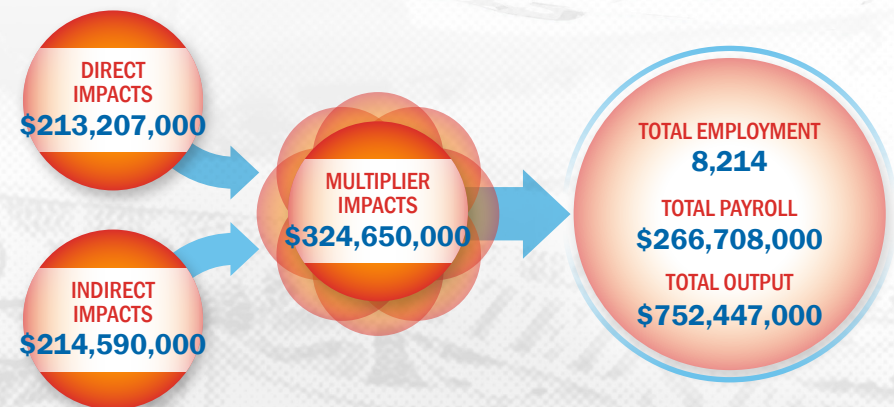 DIRECT
IMPACTS
$213,207,000
INDIRECT
IMPACTS
$214,590,000
MULTIPLIER
IMPACTS
$324,650,000
TOTAL EMPLOYMENT
8,214
TOTAL PAYROLL
$266,708,000
TOTAL OUTPUT
$752,447,000